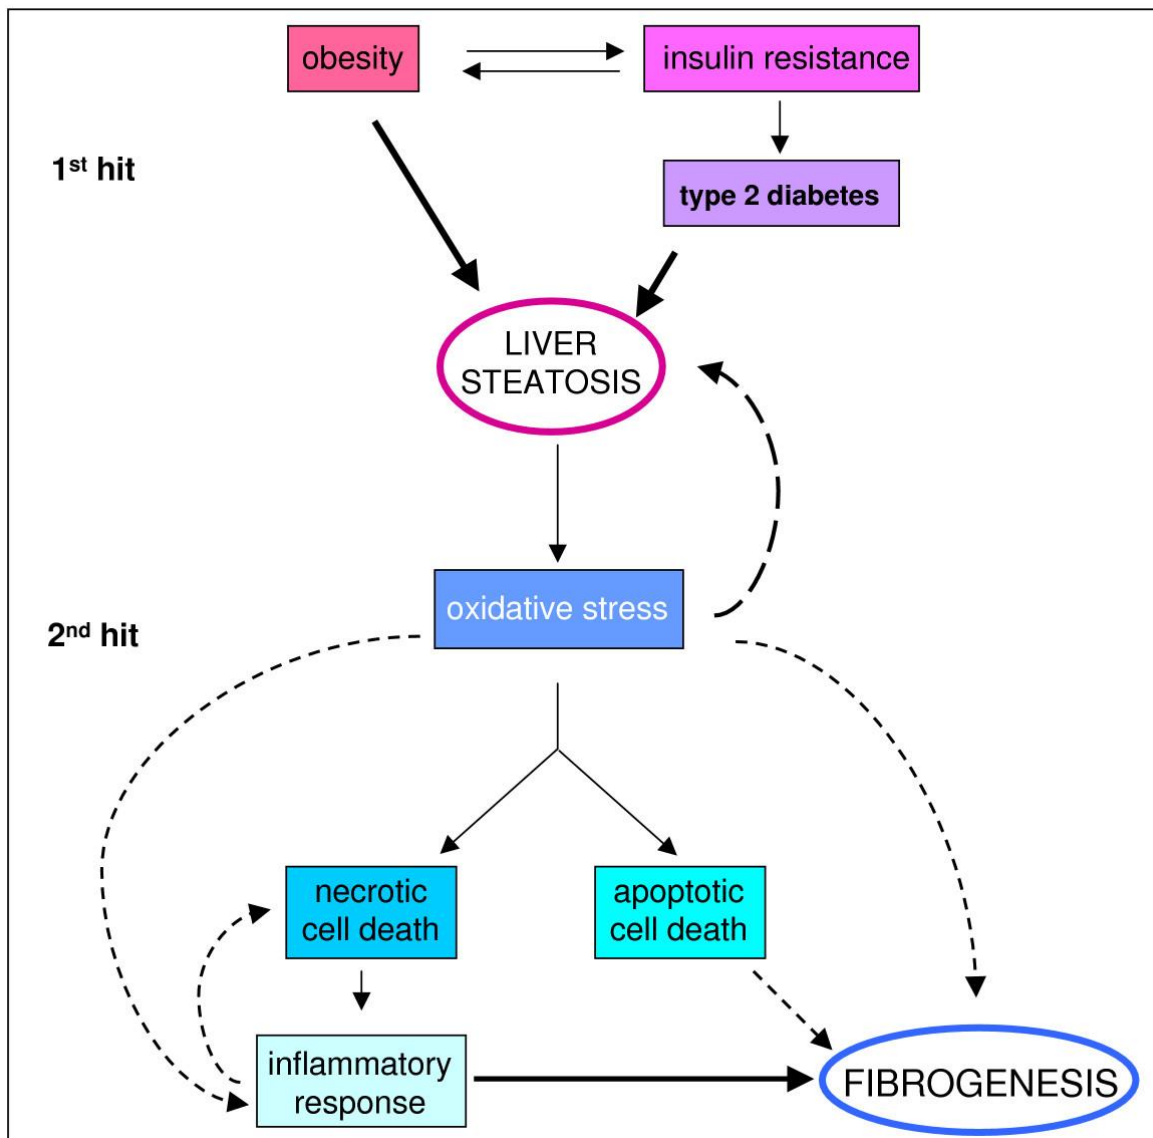 obesity
insulin resistance
1st hit
type 2 diabetes
LIVER
STEATOSIS
oxidative stress
2nd hit
necrotic
cell death
apoptotic
cell death
inflammatory
response
FIBROGENESIS